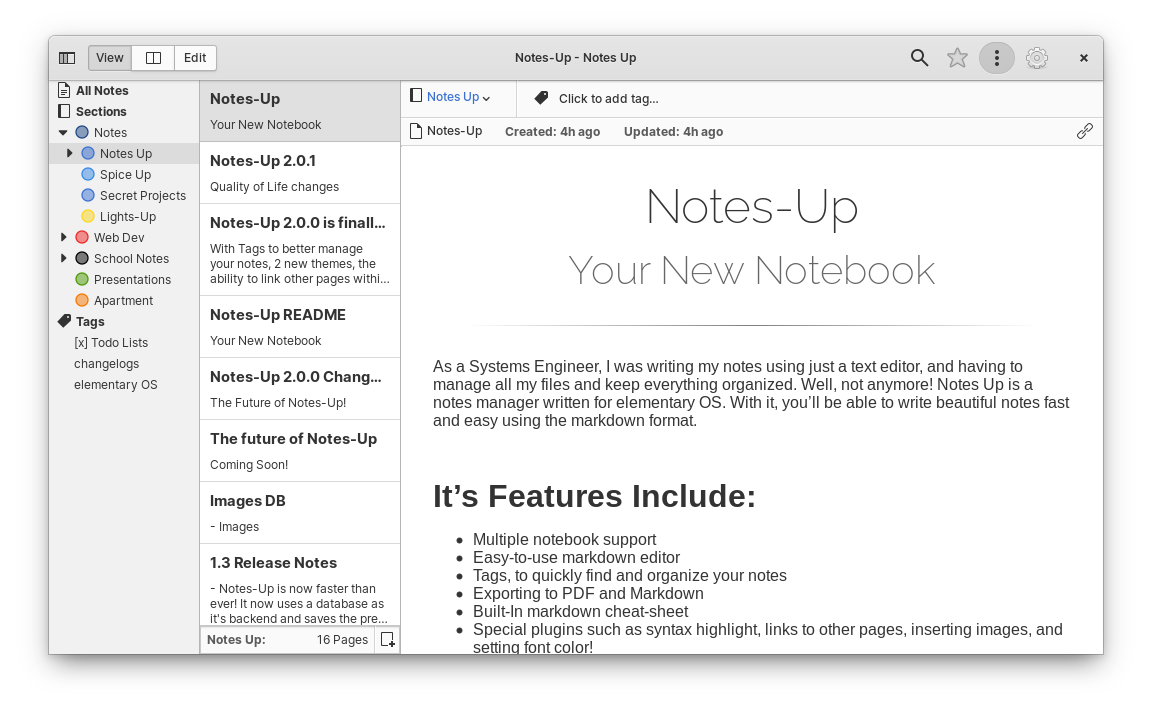 View
Edit
Notes-Up - Notes Up
All Notes
Sections
Notes
Notes Up
Spice Up
Secret Projects
Lights-Up
Web Dev
School Notes
Presentations
Apartment
Tags
[x] Todo Lists
changelogs
elementary OS
Notes-Up
Your New Notebook
Notes-Up 2.0.1
Quality of Life changes
Notes-Up 2.0.0 is finall...
With Tags to better manage
your notes, 2 new themes, the
ability to link other pages withi...
Notes-Up README
Your New Notebook
Notes-Up 2.0.0 Chang...
The Future of Notes-Up!
The future of Notes-Up
Coming Soon!
Images DB
- Images
1.3 Release Notes
- Notes-Up is now faster than
ever! It now uses a database as
it's backend and saves the pre...
Notes Up:
16 Pages
Notes Up
Click to add tag...
Notes-Up
Created: 4h ago
Updated: 4h ago
Notes-Up
Your New Notebook
As a Systems Engineer, I was writing my notes using just a text editor, and having to
manage all my files and keep everything organized. Well, not anymore! Notes Up is a
notes manager written for elementary OS. With it, you’ll be able to write beautiful notes fast
and easy using the markdown format.
It’s Features Include:
Multiple notebook support
Easy-to-use markdown editor
Tags, to quickly find and organize your notes
Exporting to PDF and Markdown
Built-In markdown cheat-sheet
Special plugins such as syntax highlight, links to other pages, inserting images, and
setting font color!